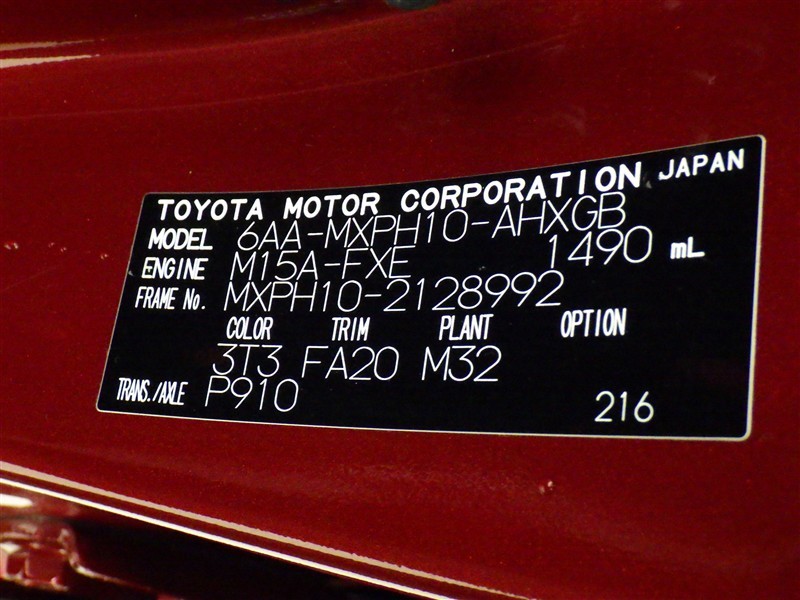 TOYOTA MOTOR CORPORATION JAPAN
MODEL 6AA-MXPH10-AHXGB
ENGINE M15A-FXE 1490 mL
FRAME No. MXPH10-2128992
COLOR TRIM PLANT OPTION
3T3 FA20 M32
TRANS./AXLE P910 216